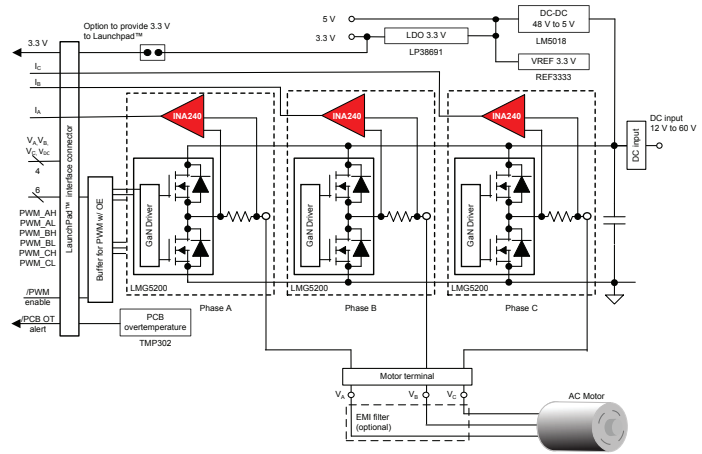 Option to provide 3.3 V
to Launchpad™
5 V
3.3 V
LDO 3.3 V
LP38691
DC-DC
48 V to 5 V
LM5018
VREF 3.3 V
REF3333
3.3 V
IC
IB
IA
VA, VB,
VC, VDC
4
6
PWM_AH
PWM_AL
PWM_BH
PWM_BL
PWM_CH
PWM_CL
/PWM
enable
/PCB OT
alert
LaunchPad™ interface connector
Buffer for PWM w/ OE
INA240
GaN Driver
LMG5200
Phase A
INA240
GaN Driver
LMG5200
Phase B
INA240
GaN Driver
LMG5200
Phase C
DC input
DC input
12 V to 60 V
PCB
overtemperature
TMP302
Motor terminal
VA
VB
VC
EMI filter
(optional)
AC Motor